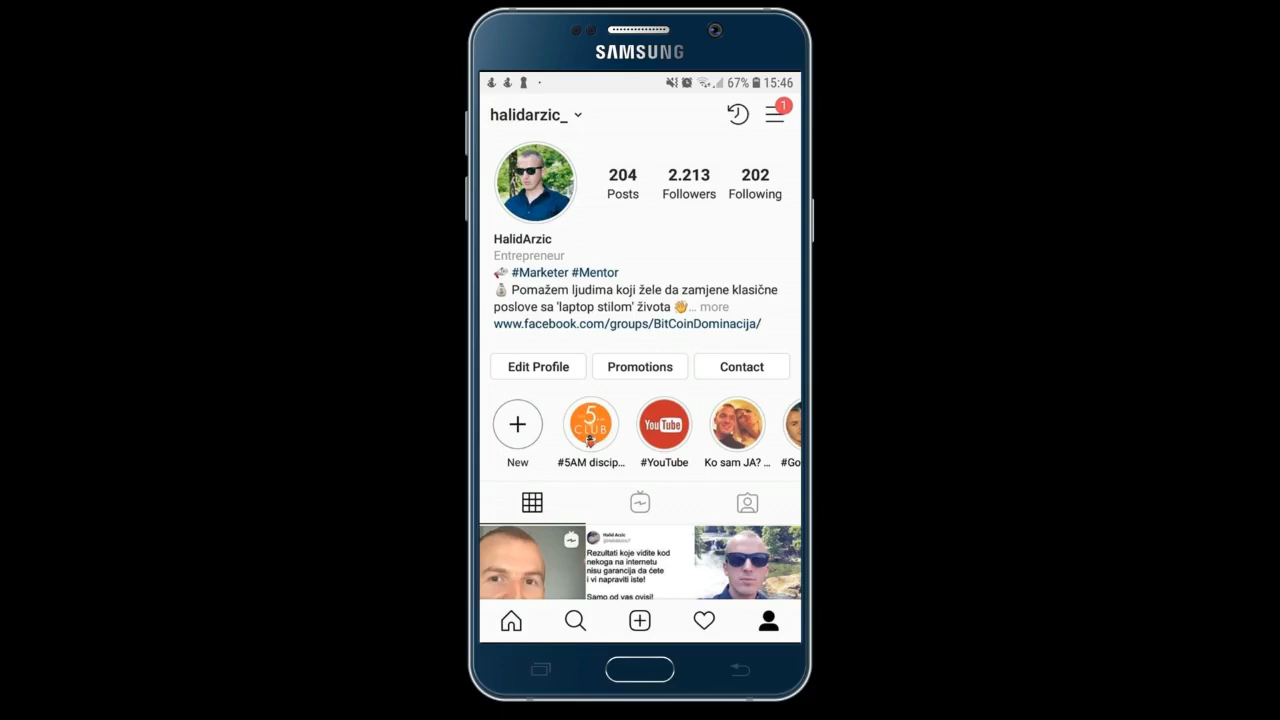 SAMSUNG
67% 15:46
halidarzic_
1
204
Posts
2.213
Followers
202
Following
HalidArzic
Entrepreneur
#Marketer #Mentor
Pomažem ljudima koji žele da zamjene klasične
poslove sa 'laptop stilom' života 👏... more
www.facebook.com/groups/BitCoinDominacija/
Edit Profile
Promotions
Contact
5
CLUB
YouTube
New
#5AM discip...
#YouTube
Ko sam JA? ...
#Go
Halid Arzic
Rezultati koje vidite kod
nekoga na internetu
nisu garancija da ćete
i vi napraviti iste!
Samo od vas ovisi!